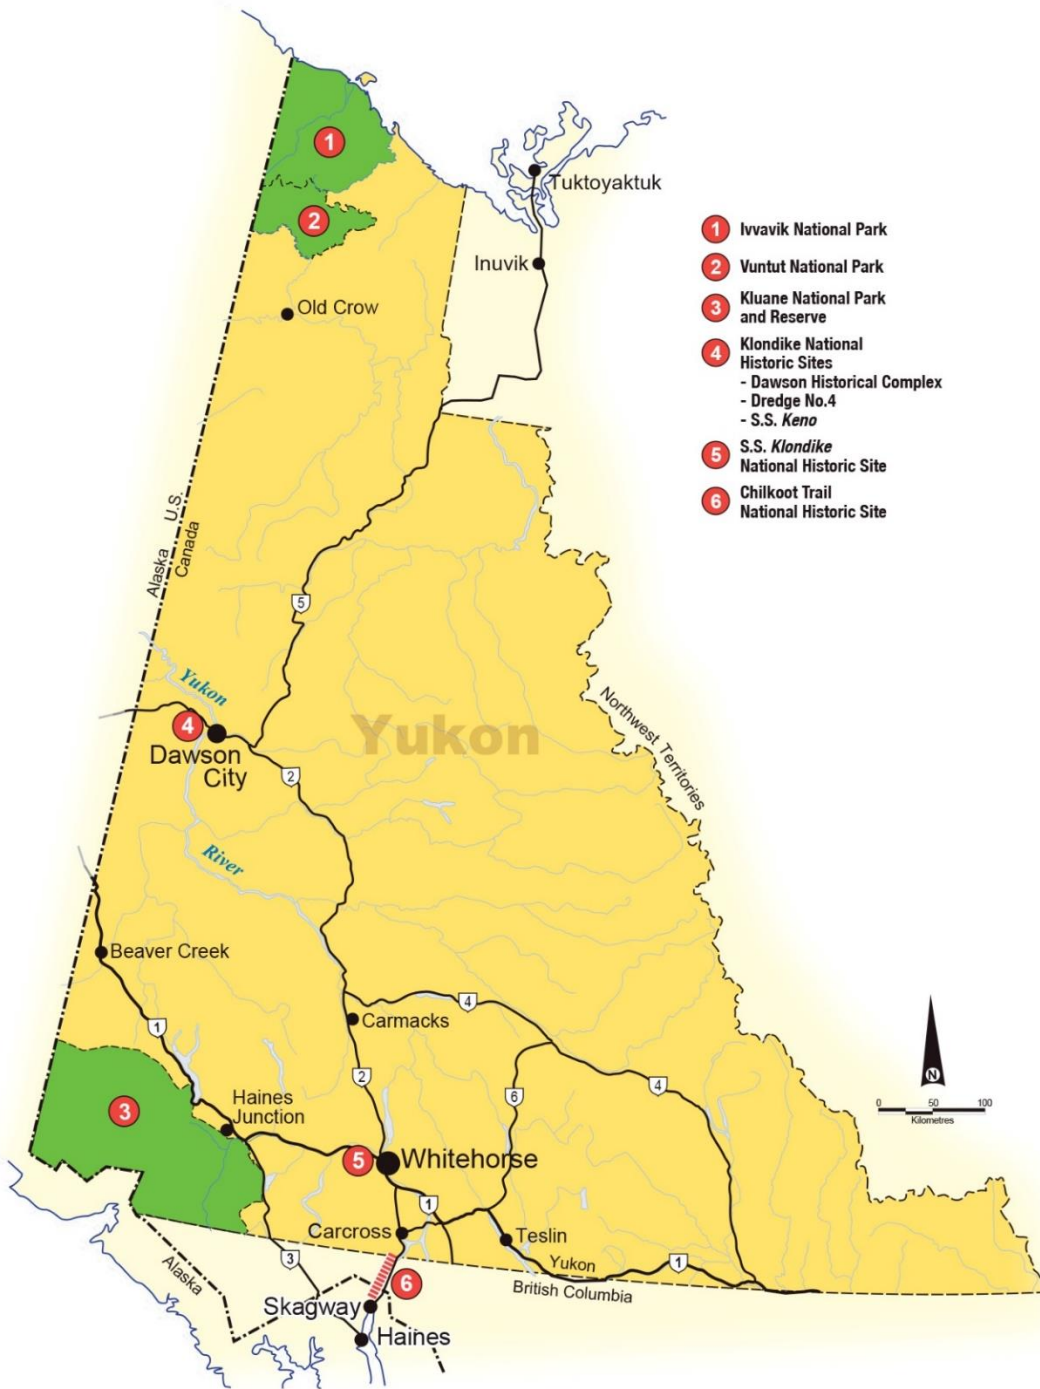 1
2
Tuktoyaktuk
Inuvik
Old Crow
1 Ivvavik National Park
2 Vuntut National Park
3 Kluane National Park
and Reserve
4 Klondike National
Historic Sites
- Dawson Historical Complex
- Dredge No.4
- S.S. Keno
5 S.S. Klondike
National Historic Site
6 Chilkoot Trail
National Historic Site
Alaska U.S.
Canada
5
Yukon
4
Dawson
City
Yukon
Northwest Territories
2
River
Beaver Creek
1
4
Carmacks
2
6
4
N
0 50 100
Kilometres
3
Haines
Junction
5
Whitehorse
1
Carcross
Teslin
Yukon
1
British Columbia
3
Alaska
6
Skagway
Haines